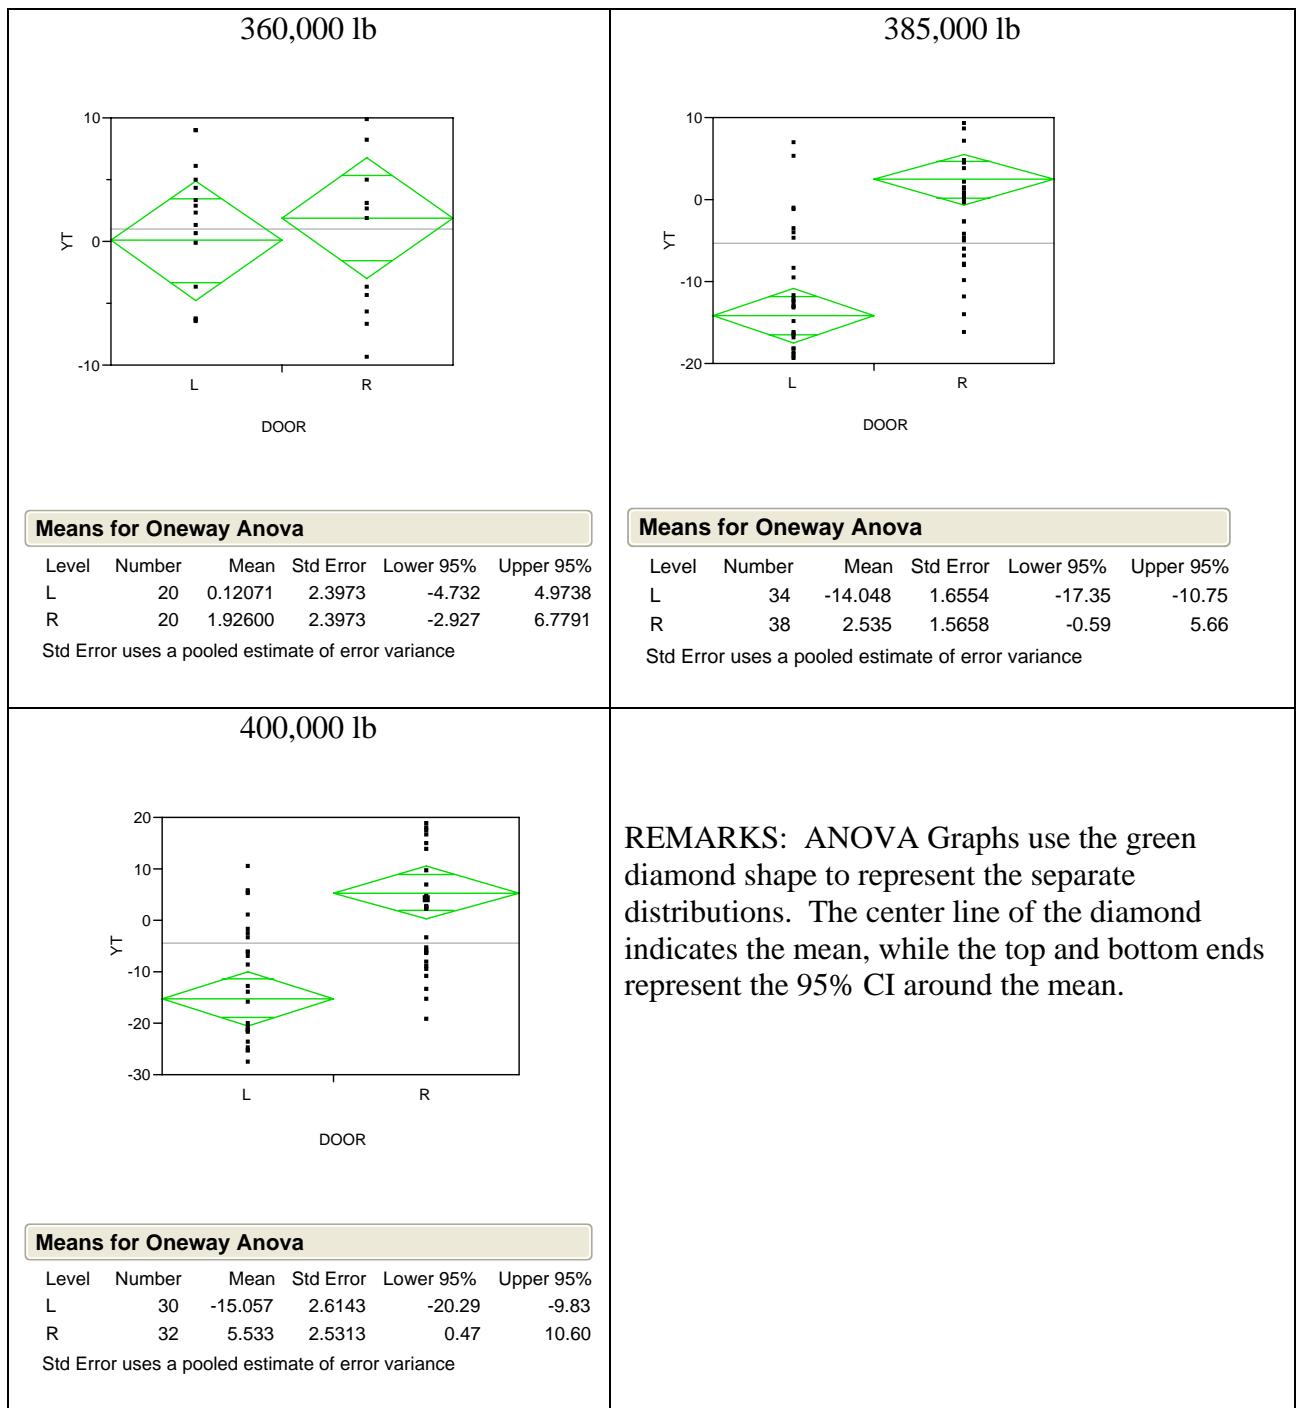 360,000 lb
10
0
-10
YT
L R
DOOR
Means for Oneway Anova
Level Number Mean Std Error Lower 95% Upper 95%
L 20 0.12071 2.3973 -4.732 4.9738
R 20 1.92600 2.3973 -2.927 6.7791
Std Error uses a pooled estimate of error variance
385,000 lb
10
0
-10
-20
YT
L R
DOOR
Means for Oneway Anova
Level Number Mean Std Error Lower 95% Upper 95%
L 34 -14.048 1.6554 -17.35 -10.75
R 38 2.535 1.5658 -0.59 5.66
Std Error uses a pooled estimate of error variance
400,000 lb
20
10
0
-10
-20
-30
YT
L R
DOOR
Means for Oneway Anova
Level Number Mean Std Error Lower 95% Upper 95%
L 30 -15.057 2.6143 -20.29 -9.83
R 32 5.533 2.5313 0.47 10.60
Std Error uses a pooled estimate of error variance
REMARKS: ANOVA Graphs use the green
diamond shape to represent the separate
distributions. The center line of the diamond
indicates the mean, while the top and bottom ends
represent the 95% CI around the mean.